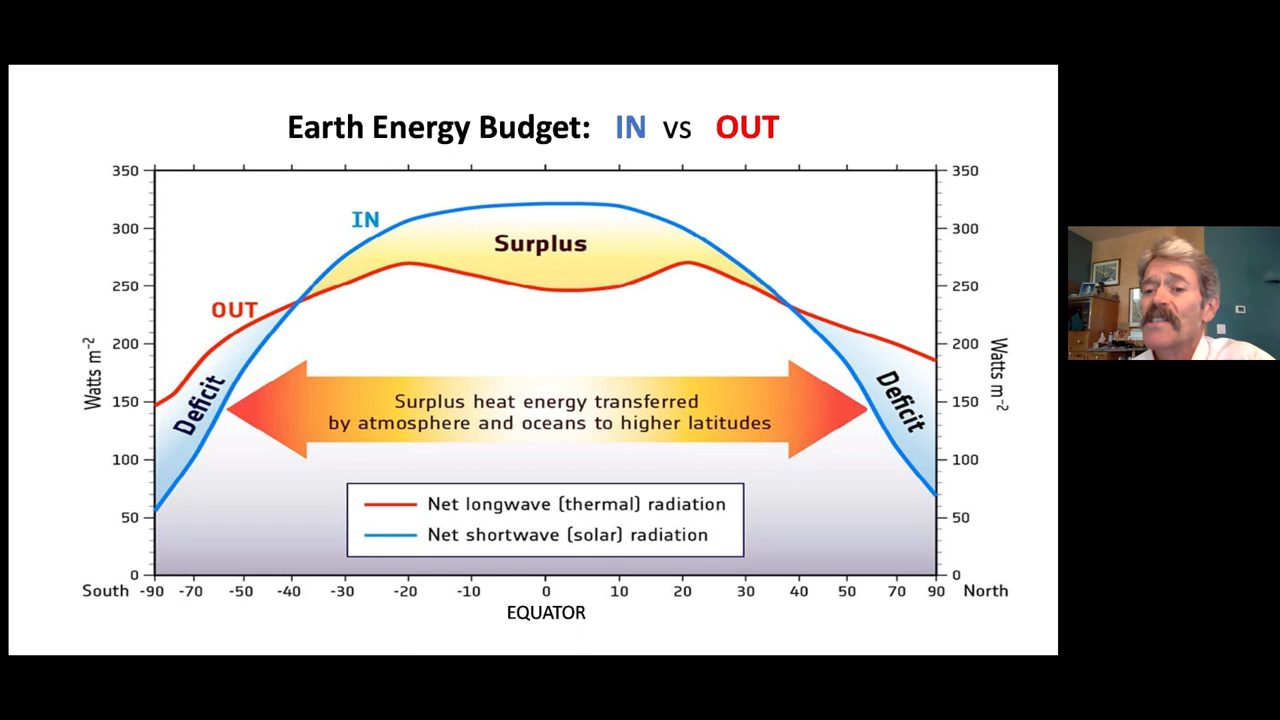 Earth Energy Budget: IN vs OUT
350 350
300 300
250 250
200 200
150 150
100 100
50 50
0 0
Watts m-2
Watts m-2
IN
OUT
Surplus
Deficit
Deficit
Surplus heat energy transferred
by atmosphere and oceans to higher latitudes
Net longwave (thermal) radiation
Net shortwave (solar) radiation
South -90 -70 -50 -40 -30 -20 -10 0 10 20 30 40 50 70 90 North
EQUATOR